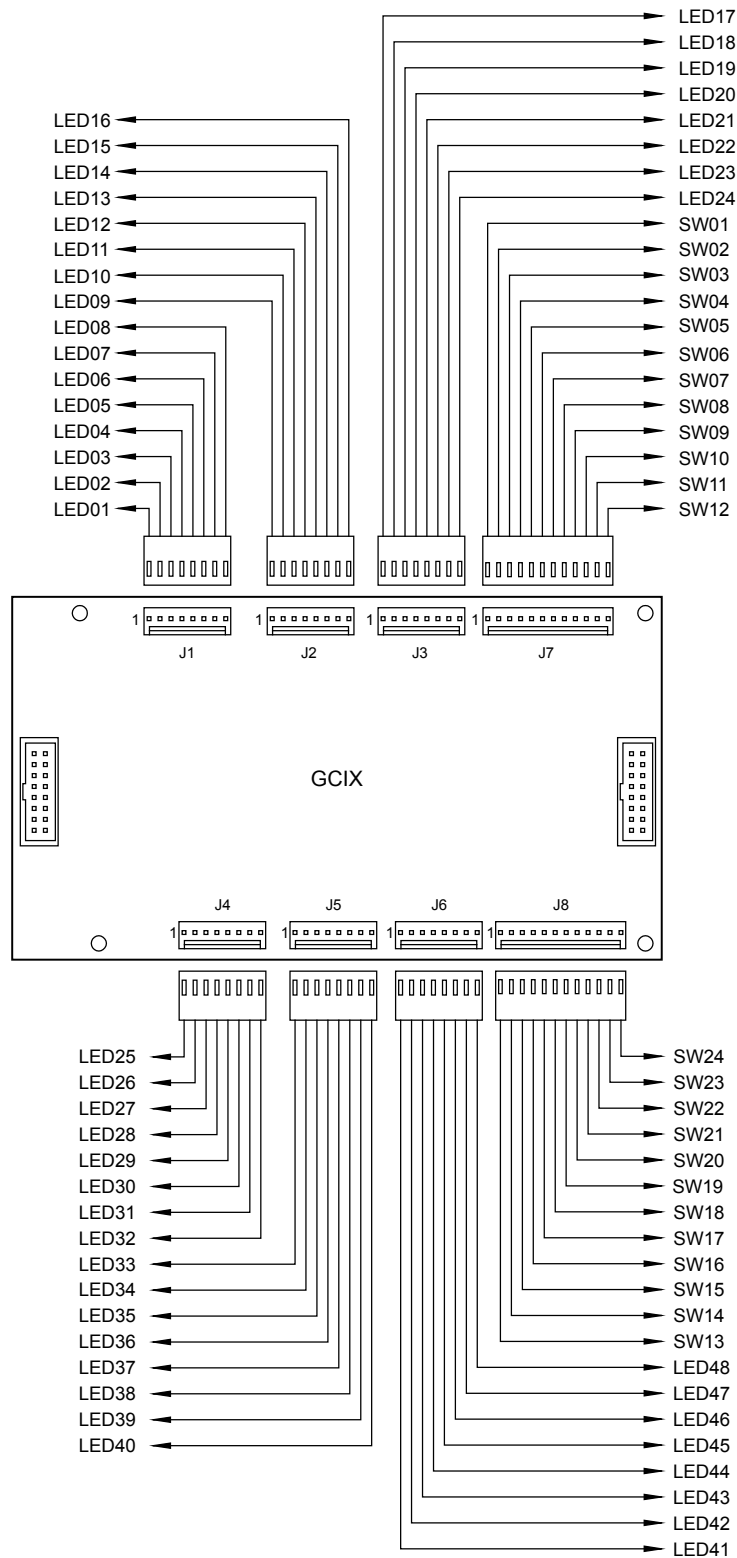 LED17
LED18
LED19
LED20
LED16 LED21
LED15 LED22
LED14 LED23
LED13 LED24
LED12 SW01
LED11 SW02
LED10 SW03
LED09 SW04
LED08 SW05
LED07 SW06
LED06 SW07
LED05 SW08
LED04 SW09
LED03 SW10
LED02 SW11
LED01 SW12
1 1 1 1
J1 J2 J3 J7
GCIX
J4 J5 J6 J8
1 1 1 1
LED25 SW24
LED26 SW23
LED27 SW22
LED28 SW21
LED29 SW20
LED30 SW19
LED31 SW18
LED32 SW17
LED33 SW16
LED34 SW15
LED35 SW14
LED36 SW13
LED37 LED48
LED38 LED47
LED39 LED46
LED40 LED45
LED44
LED43
LED42
LED41